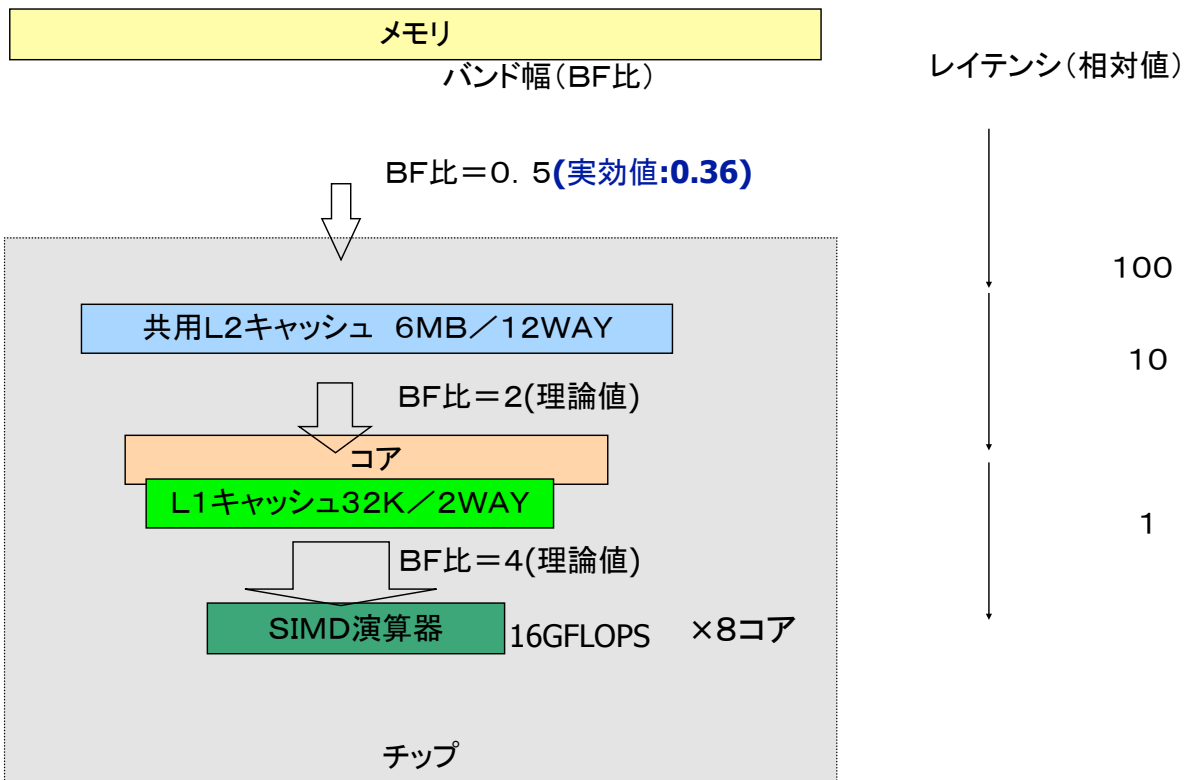 メモリ
バンド幅（ＢＦ比）
レイテンシ（相対値）
ＢＦ比＝０．５(実効値:0.36)
１００
共用L２キャッシュ　６ＭＢ／１２ＷＡＹ
１０
ＢＦ比＝２(理論値)
コア
Ｌ１キャッシュ３２Ｋ／２ＷＡＹ
１
ＢＦ比＝４(理論値)
ＳＩＭＤ演算器
16GFLOPS
×８コア
チップ